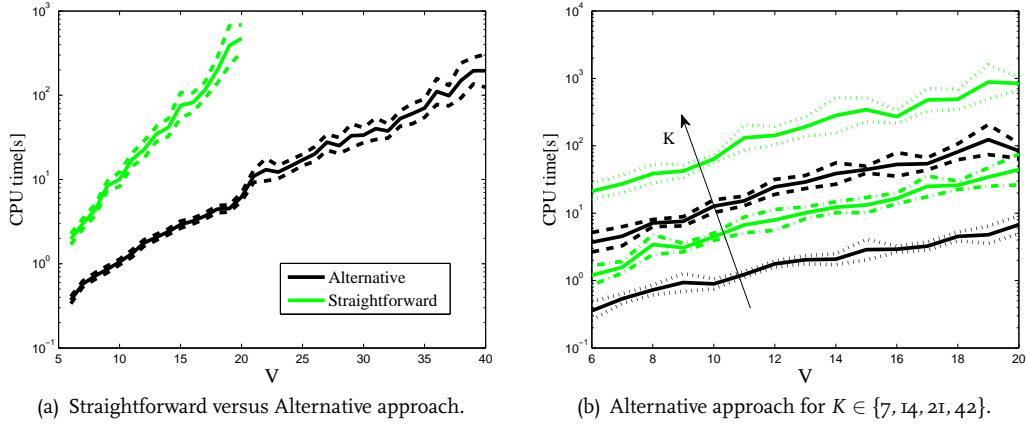 10^3
10^2
10^1
10^0
10^-1
CPU time[s]
5 10 15 20 25 30 35 40
V
Alternative
Straightforward
(a) Straightforward versus Alternative approach.
10^4
10^3
10^2
10^1
10^0
10^-1
CPU time[s]
K
6 8 10 12 14 16 18 20
V
(b) Alternative approach for K ∈ {7, 14, 21, 42}.